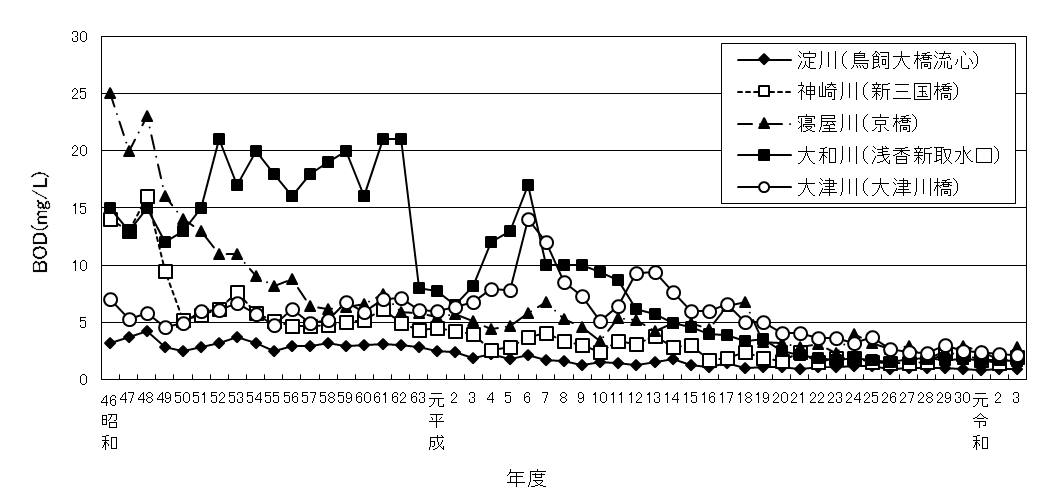 30
25
20
15
10
5
0
BOD(mg/L)
淀川(鳥飼大橋流心)
神崎川(新三国橋)
寝屋川(京橋)
大和川(浅香新取水口)
大津川(大津川橋)
46 47 48 49 50 51 52 53 54 55 56 57 58 59 60 61 62 63 元 2 3 4 5 6 7 8 9 10 11 12 13 14 15 16 17 18 19 20 21 22 23 24 25 26 27 28 29 30 元 2 3
昭和 平成 令和
年度